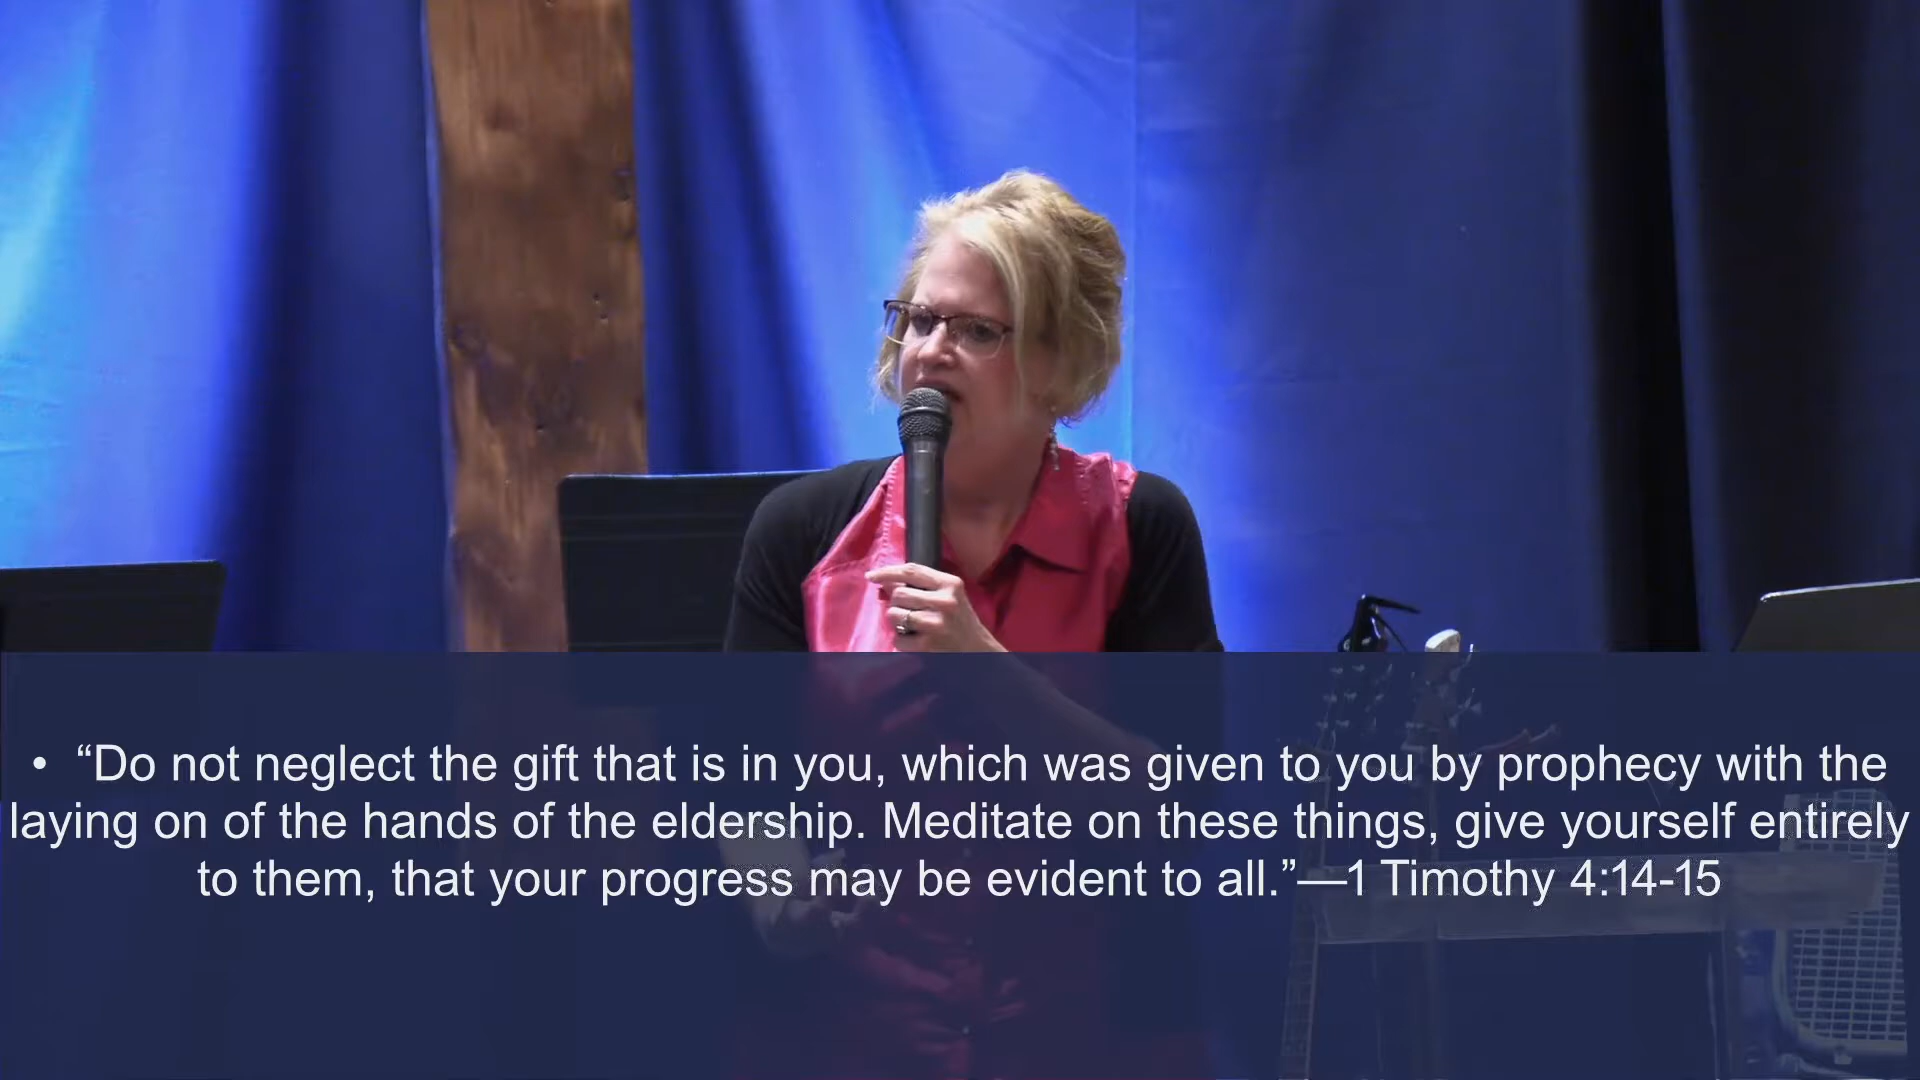 • “Do not neglect the gift that is in you, which was given to you by prophecy with the
laying on of the hands of the eldership. Meditate on these things, give yourself entirely
to them, that your progress may be evident to all.”—1 Timothy 4:14-15